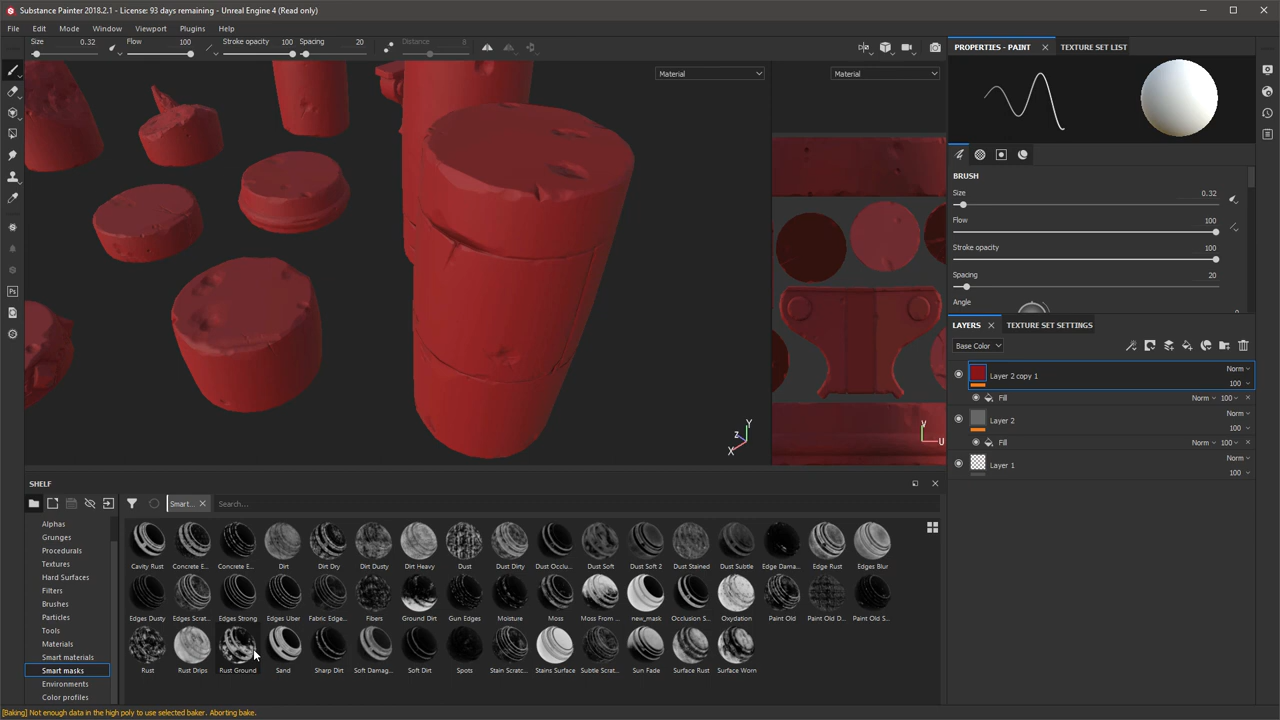 Substance Painter 2018.2.1 - License: 93 days remaining - Unreal Engine 4 (Read only)
File Edit Mode Window Viewport Plugins Help
Size 0.32 Flow 100 Stroke opacity 100 Spacing 20 Distance 8
Material
Material
PROPERTIES - PAINT
TEXTURE SET LIST
BRUSH
Size 0.32
Flow 100
Stroke opacity 100
Spacing 20
Angle 0
LAYERS
TEXTURE SET SETTINGS
Base Color
Layer 2 copy 1 Norm 100
Fill Norm 100
Layer 2 Norm 100
Fill Norm 100
Layer 1 Norm 100
Y
Z
X
V
U
SHELF
Smart...
Search...
Alphas
Grunges
Procedurals
Textures
Hard Surfaces
Filters
Brushes
Particles
Tools
Materials
Smart materials
Smart masks
Environments
Color profiles
Cavity Rust Concrete E... Concrete E... Dirt Dirt Dry Dirt Dusty Dirt Heavy Dust Dust Dirty Dust Occlu... Dust Soft Dust Soft 2 Dust Stained Dust Subtle Edge Dama... Edge Rust Edges Blur
Edges Dusty Edges Scrat... Edges Strong Edges Uber Fabric Edge... Fibers Ground Dirt Gun Edges Moisture Moss Moss From ... new_mask Occlusion S... Oxydation Paint Old Paint Old D... Paint Old S...
Rust Rust Drips Rust Ground Sand Sharp Dirt Soft Damag... Soft Dirt Spots Stain Scratc... Stains Surface Subtle Scrat... Sun Fade Surface Rust Surface Worn
[Baking] Not enough data in the high poly to use selected baker. Aborting bake.